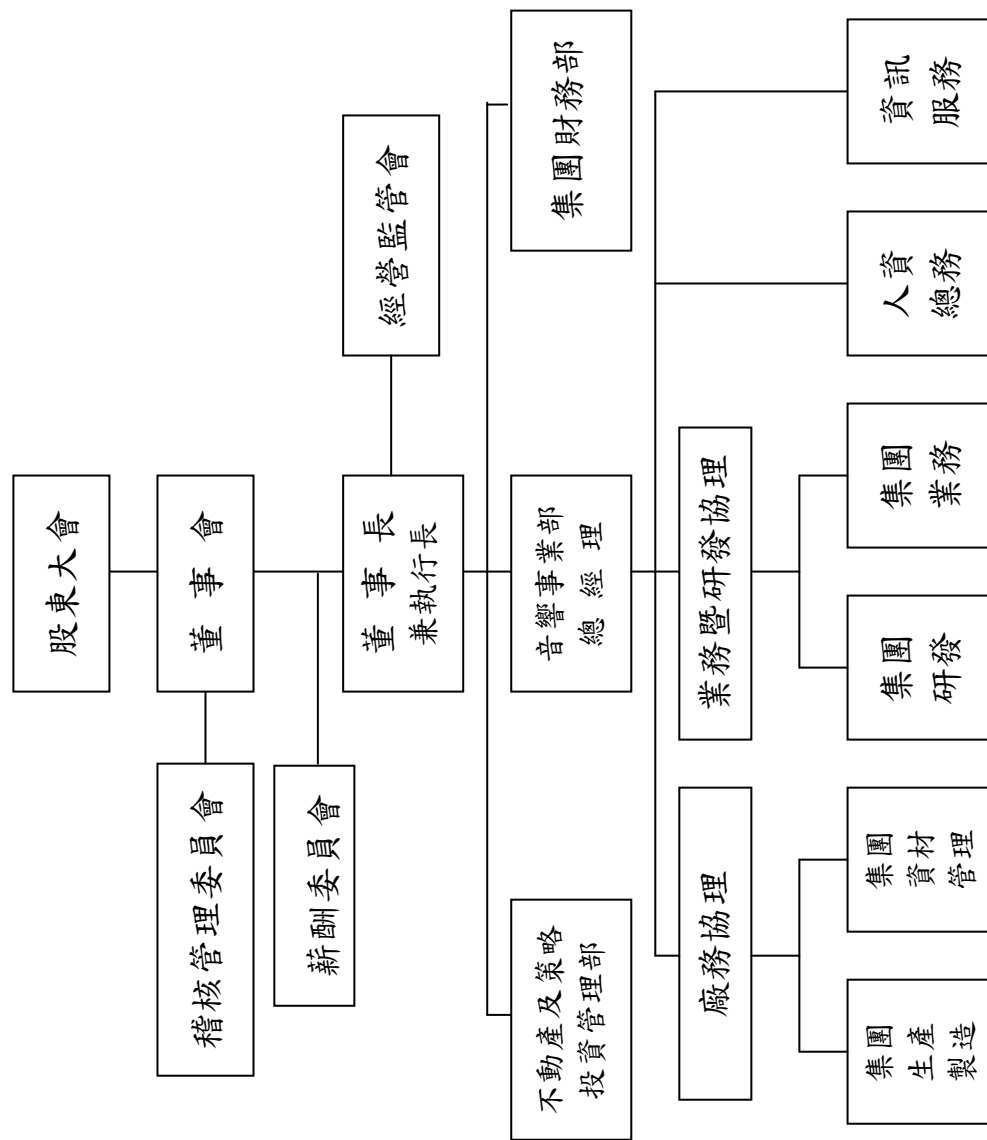 股東大會
董事會
稽核管理委員會
薪酬委員會
董事長
兼執行長
經營監管會
不動產及策略
投資管理部
音響事業部
總經理
集團財務部
廠務協理
業務暨研發協理
集團
生產
製造
集團
資材
管理
集團
研發
集團
業務
人資
總務
資訊
服務